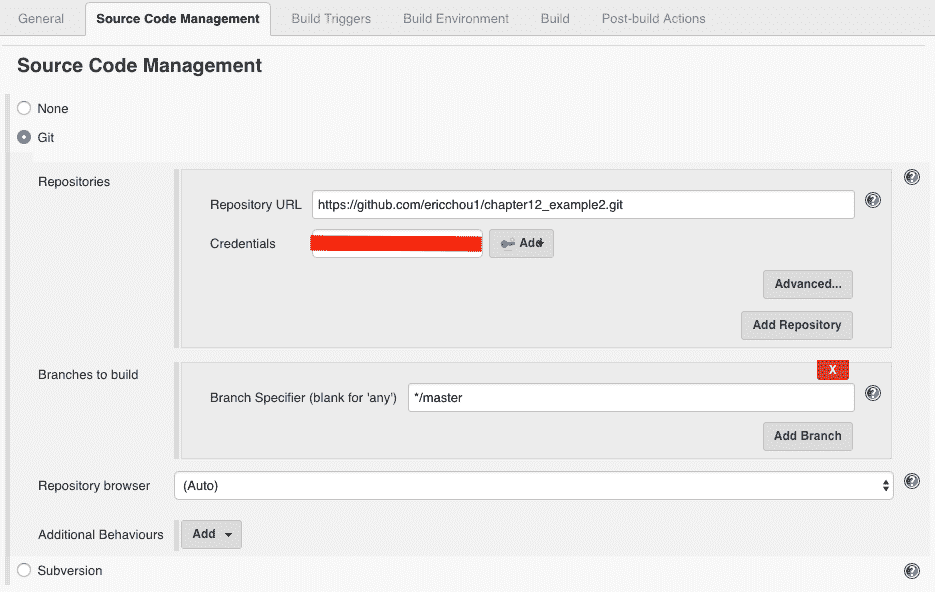 General Source Code Management Build Triggers Build Environment Build Post-build Actions
Source Code Management
None
Git
Repositories
Repository URL https://github.com/ericchou1/chapter12_example2.git
Credentials Add
Advanced...
Add Repository
Branches to build
X
Branch Specifier (blank for 'any') */master
Add Branch
Repository browser (Auto)
Additional Behaviours Add
Subversion